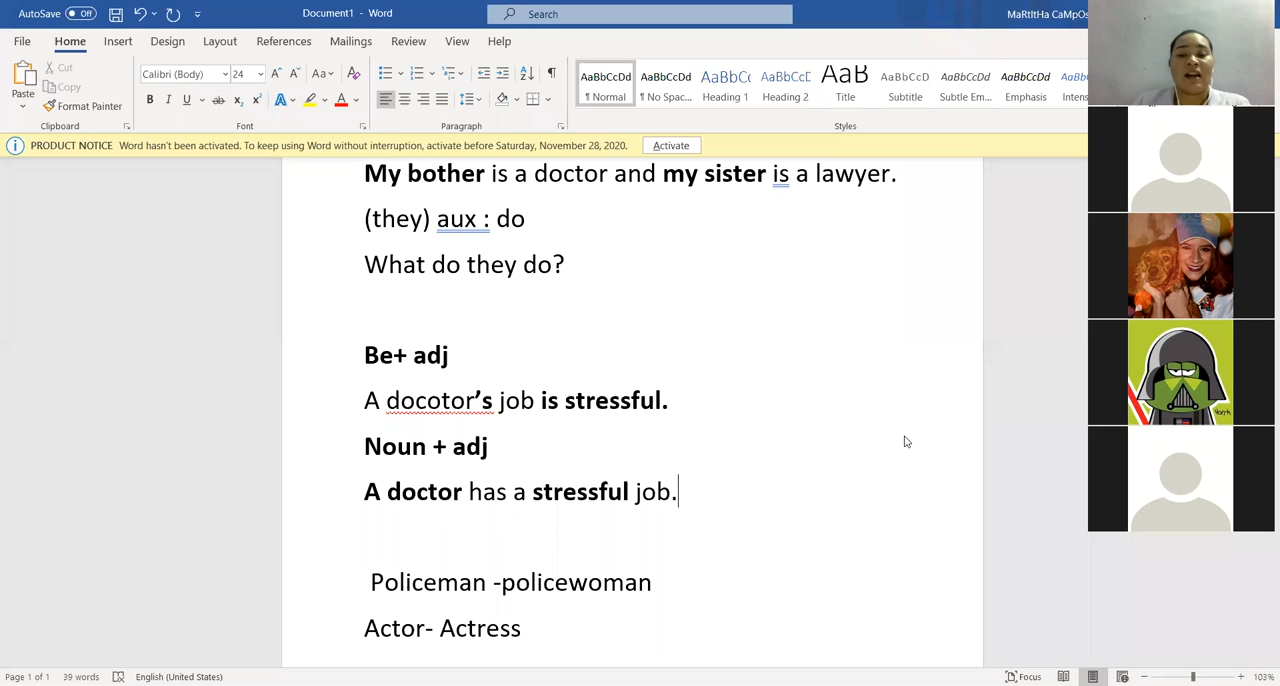 AutoSave Off Document1 - Word Search MaRtItHa CaMpOs
File Home Insert Design Layout References Mailings Review View Help
Paste Cut Copy Format Painter
Calibri (Body) 24
AaBbCcDd AaBbCcDd AaBbCc AaBbCcE AaB AaBbCcD AaBbCcDd AaBbCcDd AaBb
¶ Normal ¶ No Spac... Heading 1 Heading 2 Title Subtitle Subtle Em... Emphasis Intens
Clipboard Font Paragraph Styles
PRODUCT NOTICE Word hasn't been activated. To keep using Word without interruption, activate before Saturday, November 28, 2020. Activate
My bother is a doctor and my sister is a lawyer.
(they) aux : do
What do they do?
Be+ adj
A docotor's job is stressful.
Noun + adj
A doctor has a stressful job.
Policeman -policewoman
Actor- Actress
Page 1 of 1 39 words English (United States) Focus 103%